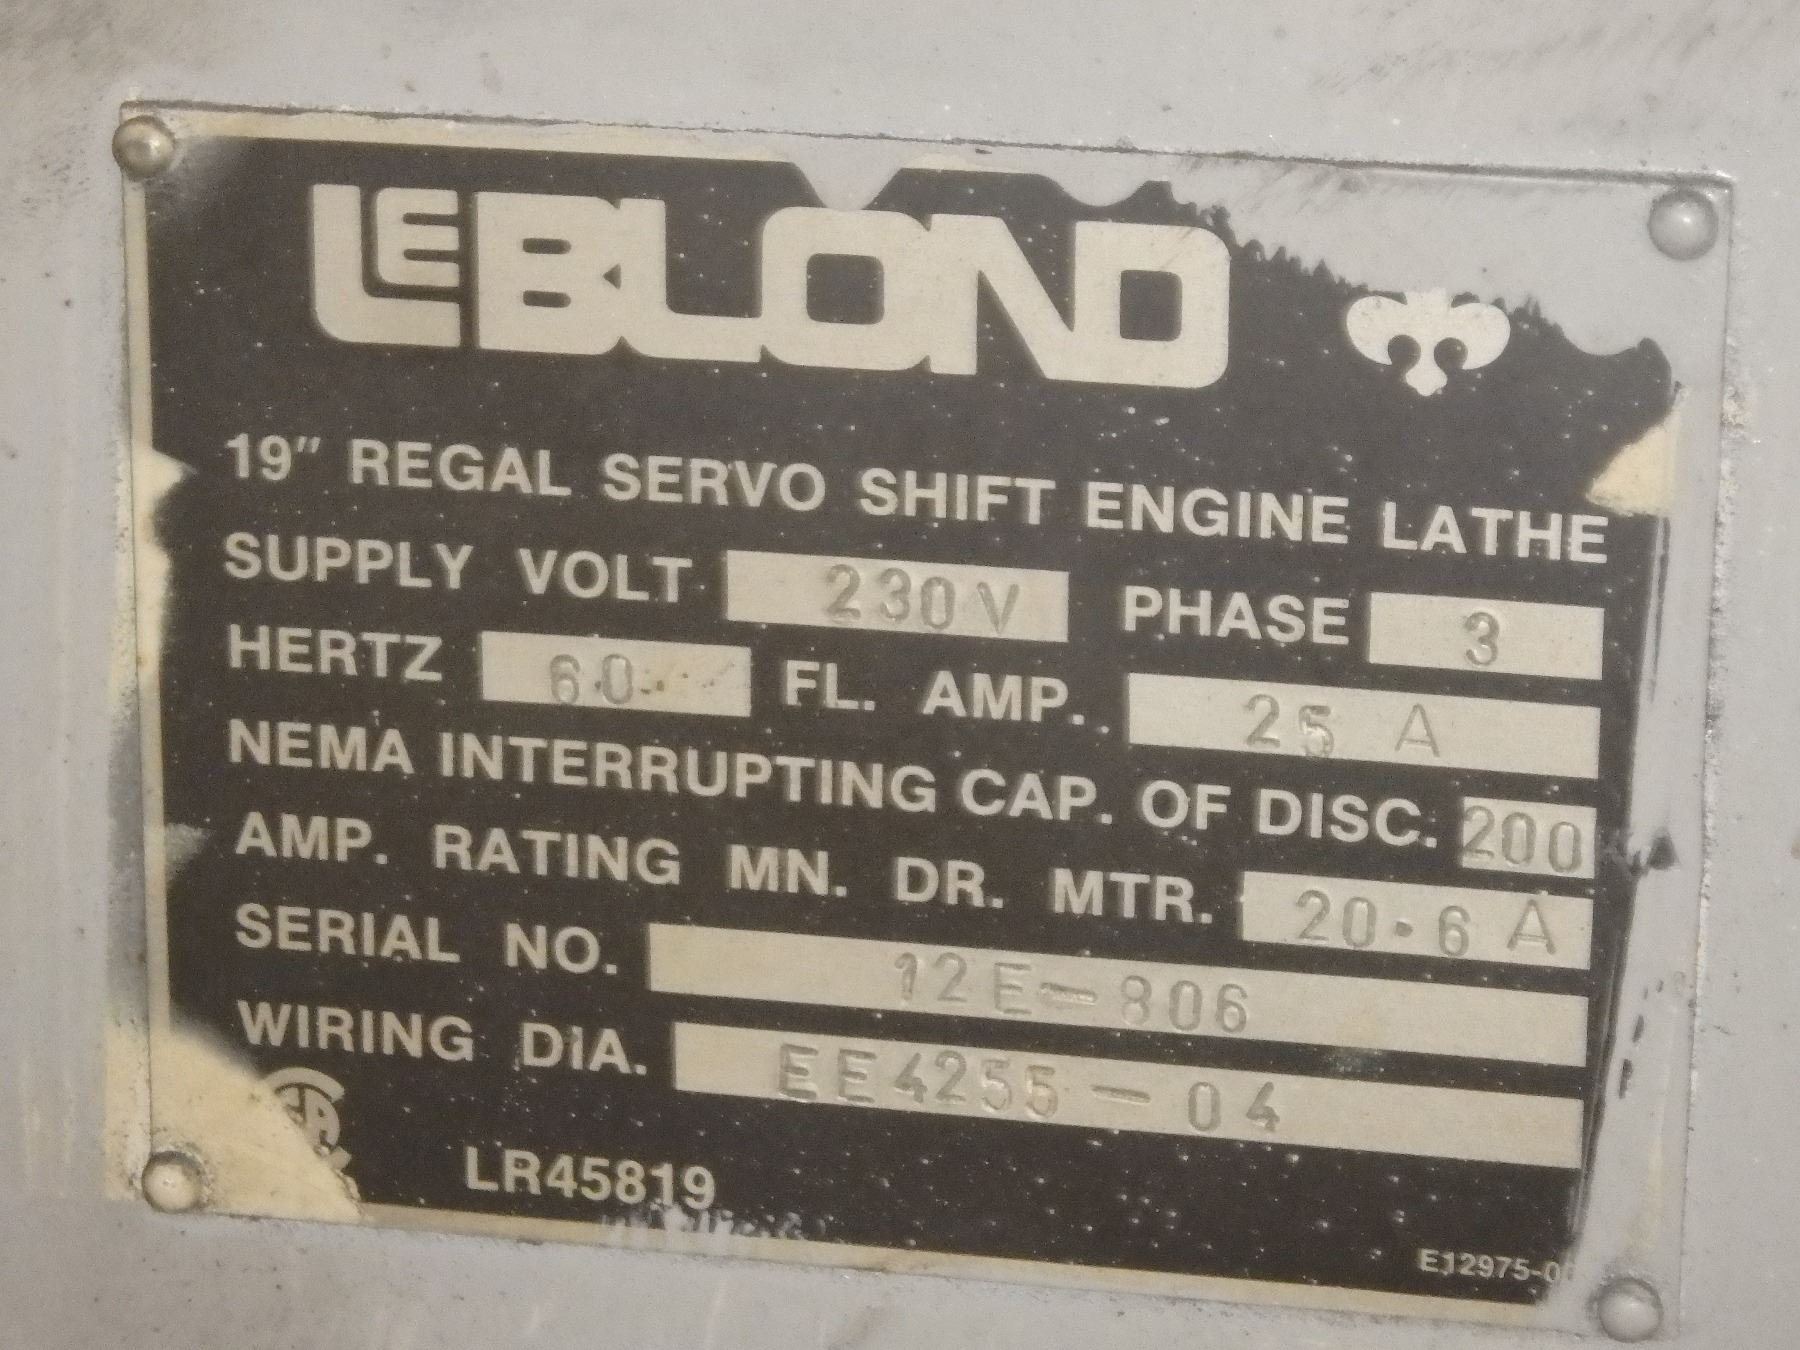 LEBLOND
19" REGAL SERVO SHIFT ENGINE LATHE
SUPPLY VOLT 230 V PHASE 3
HERTZ 60 FL. AMP. 25 A
NEMA INTERRUPTING CAP. OF DISC. 200
AMP. RATING MN. DR. MTR. 20.6 A
SERIAL NO. 12E-806
WIRING DIA. EE4255-04
LR45819